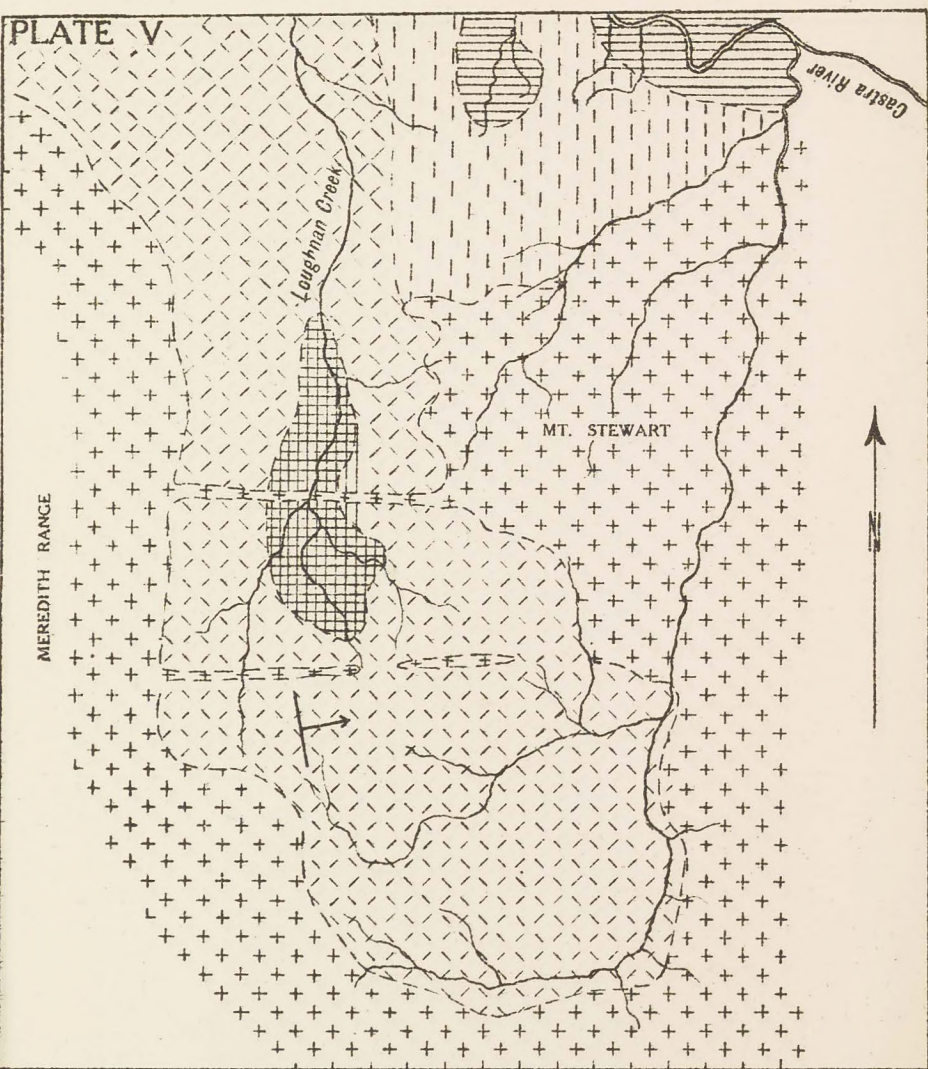 PLATE V
Castra River
Loughnan Creek
MT. STEWART
MEREDITH RANGE
N